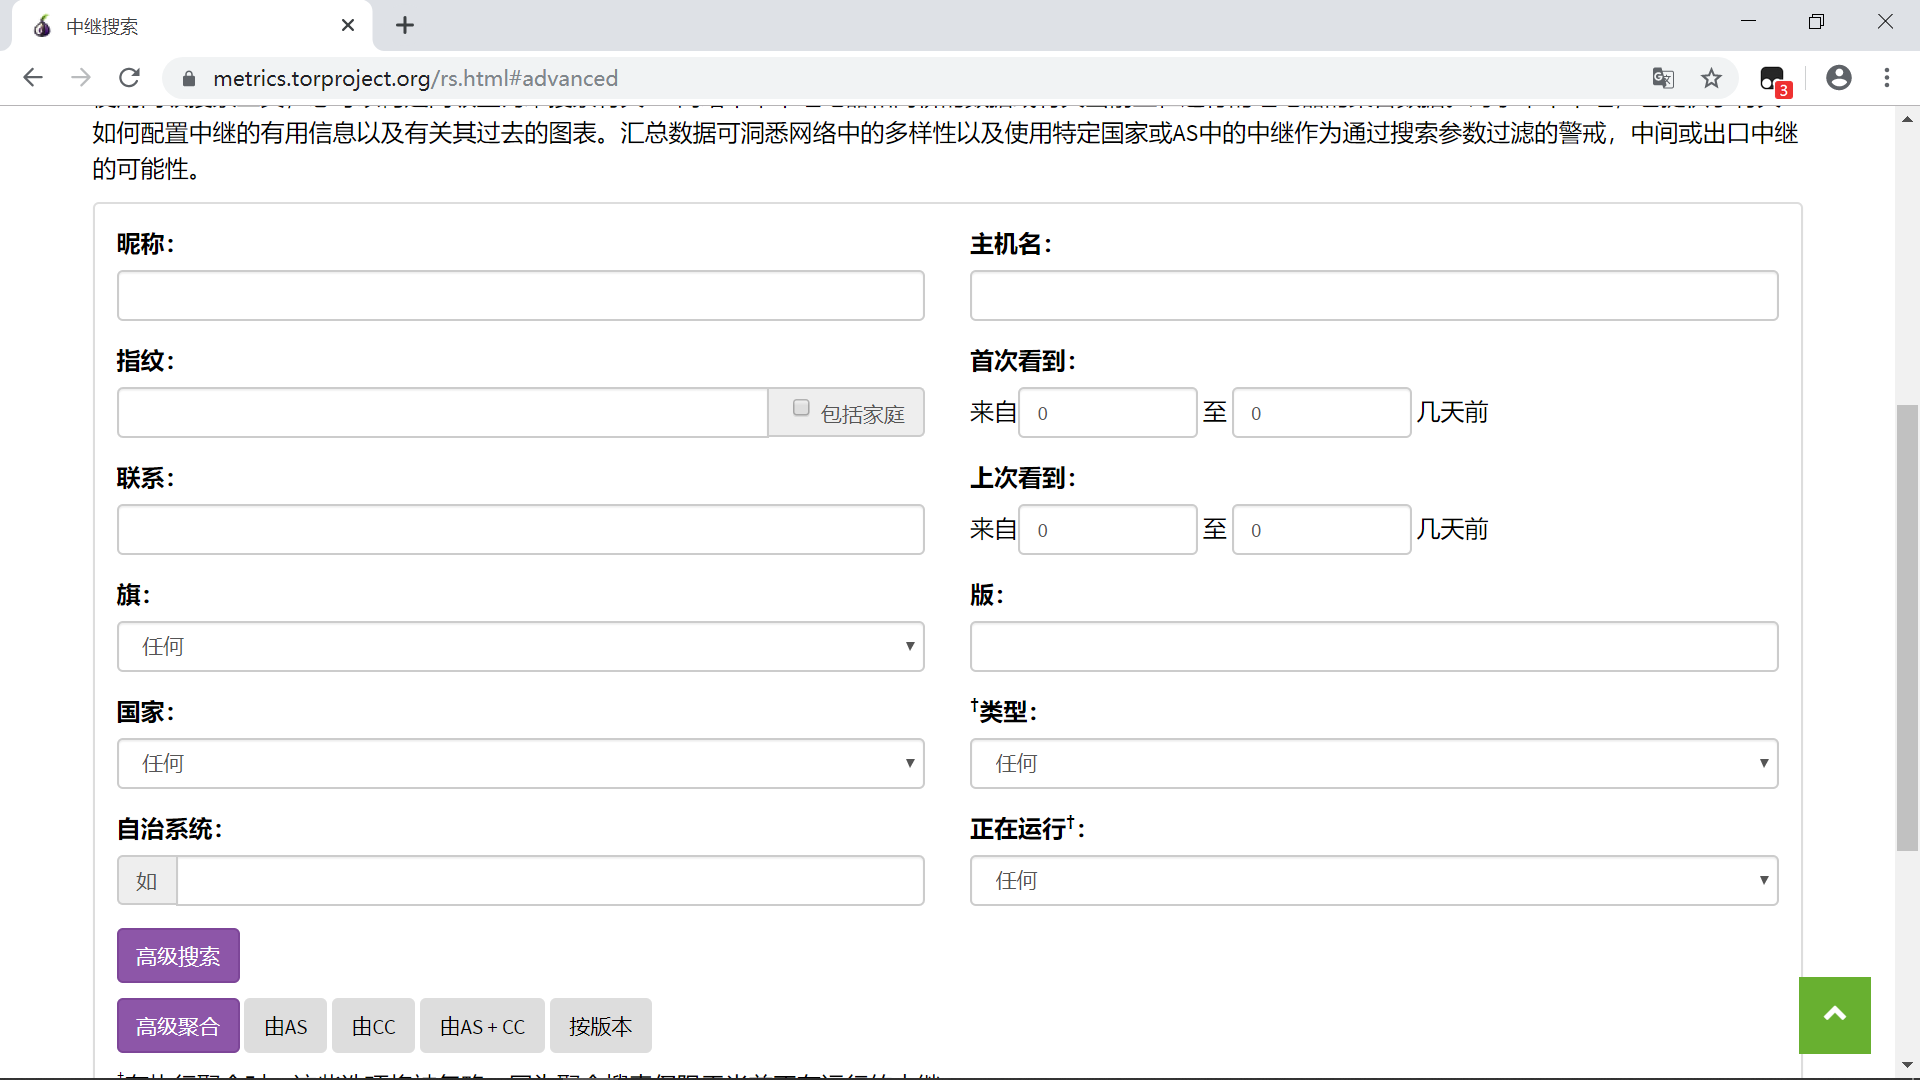 中继搜索
metrics.torproject.org/rs.html#advanced
3
如何配置中继的有用信息以及有关其过去的图表。汇总数据可洞悉网络中的多样性以及使用特定国家或AS中的中继作为通过搜索参数过滤的警戒，中间或出口中继
的可能性。
昵称：
主机名：
指纹：
首次看到：
包括家庭
来自 0 至 0 几天前
联系：
上次看到：
来自 0 至 0 几天前
旗：
版：
任何
国家：
†类型：
任何
任何
自治系统：
正在运行†：
如
任何
高级搜索
高级聚合 由AS 由CC 由AS + CC 按版本